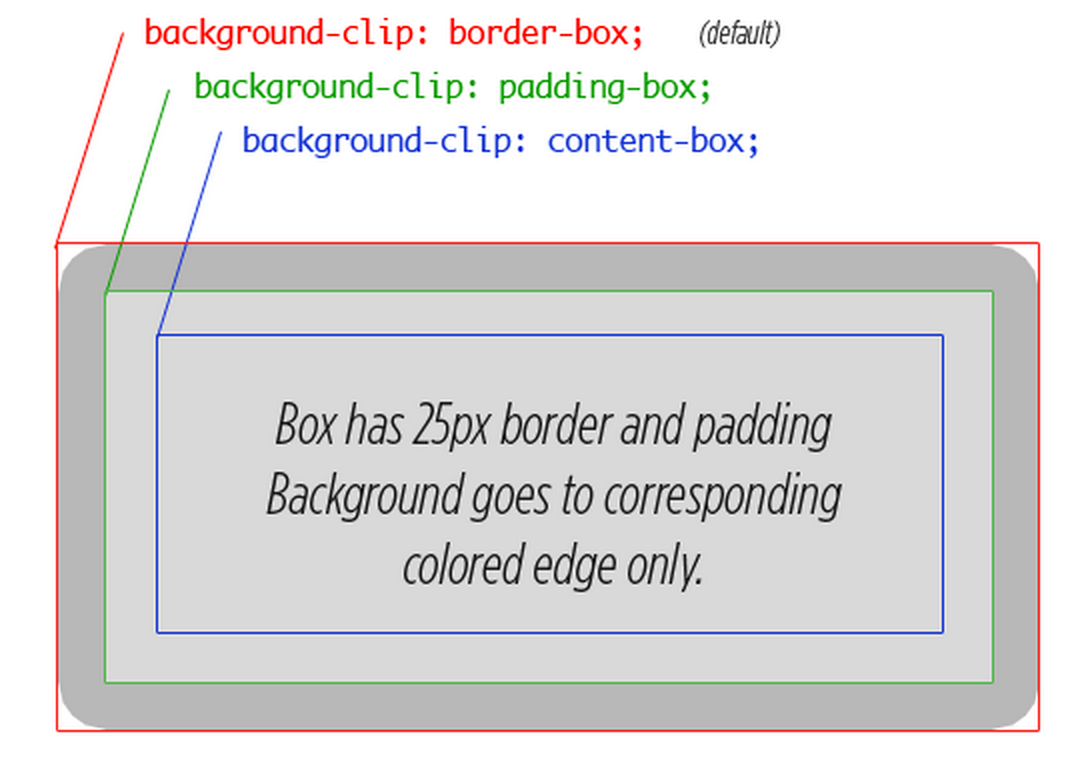 background-clip: border-box; (default)
background-clip: padding-box;
background-clip: content-box;
Box has 25px border and padding
Background goes to corresponding
colored edge only.